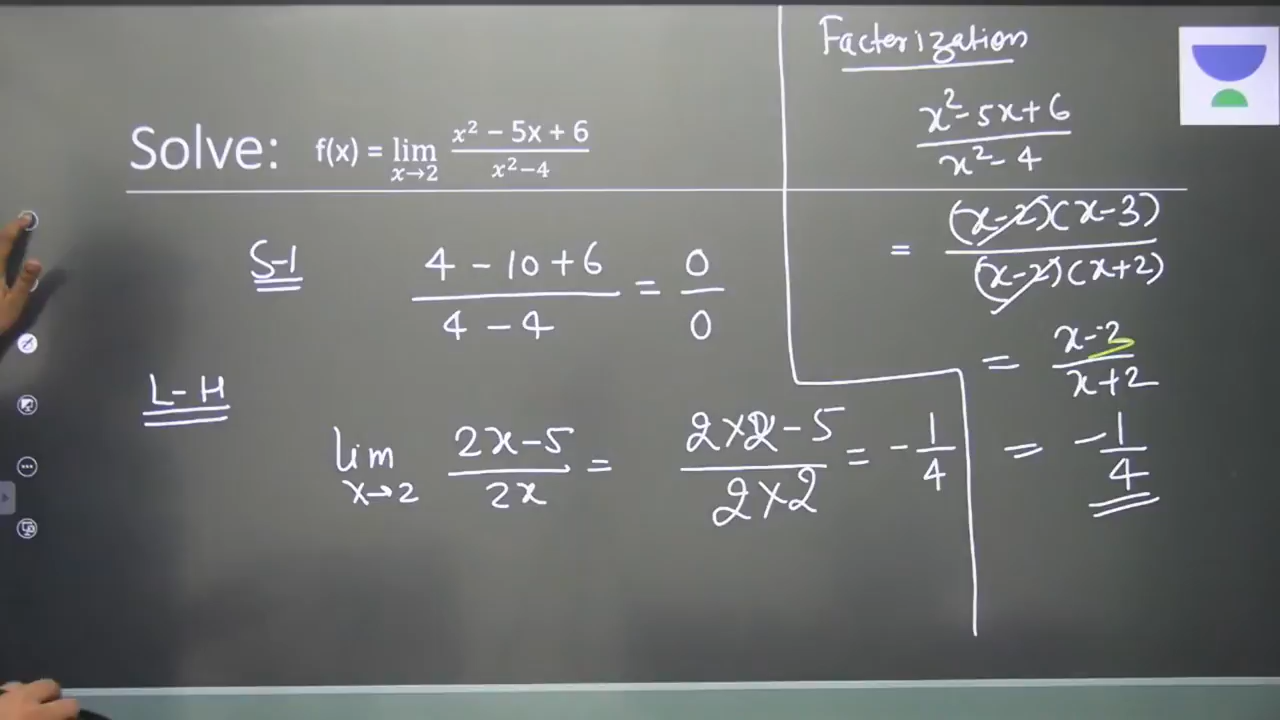 Solve: f(x) = lim x→2 (x² − 5x + 6)/(x² − 4)
S-1 (4 − 10 + 6)/(4 − 4) = 0/0
L-H
lim x→2 (2x − 5)/(2x) = (2×2 − 5)/(2×2) = −1/4
Factorization
(x² − 5x + 6)/(x² − 4)
= ((x−2)(x−3))/((x−2)(x+2))
= /(x+2)
= −1/4